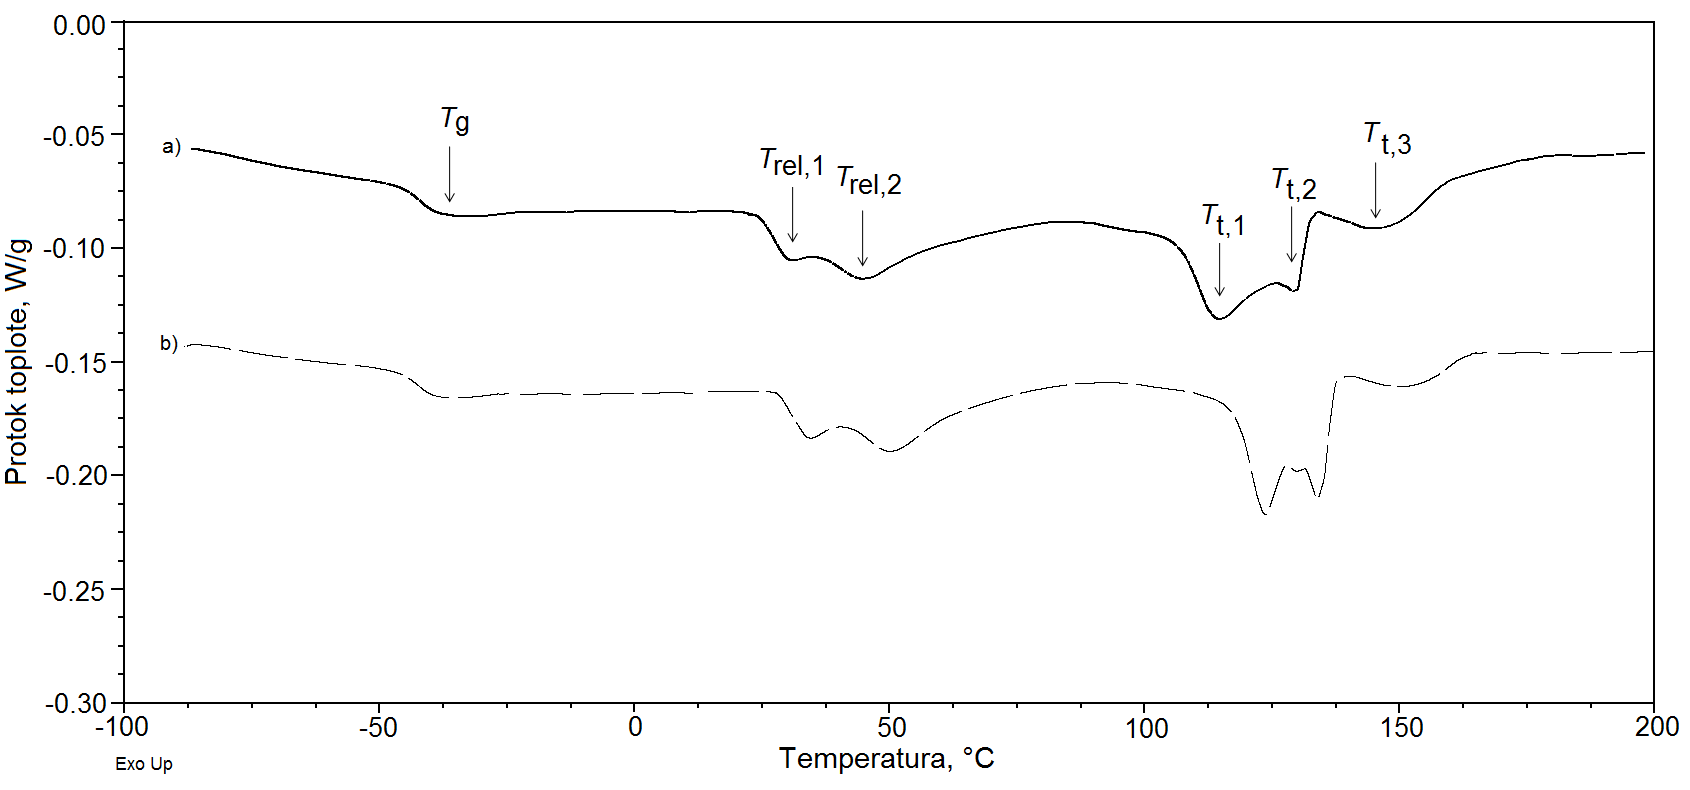 0.00
-0.05
-0.10
-0.15
-0.20
-0.25
-0.30
Protok toplote, W/g
a)
b)
Tg
Trel,1
Trel,2
Tt,1
Tt,2
Tt,3
-100
-50
0
50
100
150
200
Temperatura, °C
Exo Up